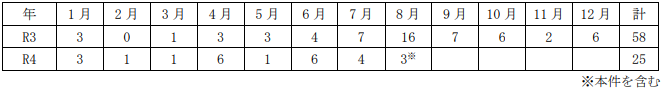 年 1月 2月 3月 4月 5月 6月 7月 8月 9月 10月 11月 12月 計
R3 3 0 1 3 3 4 7 16 7 6 2 6 58
R4 3 1 1 6 1 6 4 3※ 25
※本件を含む